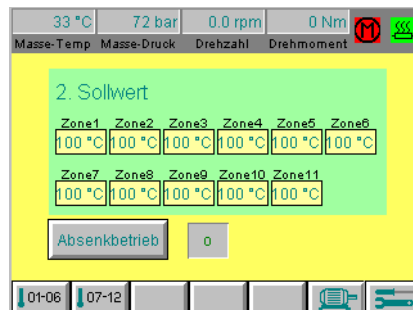 33 °C 72 bar 0.0 rpm 0 Nm
Masse-Temp Masse-Druck Drehzahl Drehmoment
M
2. Sollwert
Zone1 Zone2 Zone3 Zone4 Zone5 Zone6
100 °C 100 °C 100 °C 100 °C 100 °C 100 °C
Zone7 Zone8 Zone9 Zone10 Zone11
100 °C 100 °C 100 °C 100 °C 100 °C
Absenkbetrieb 0
01-06 07-12